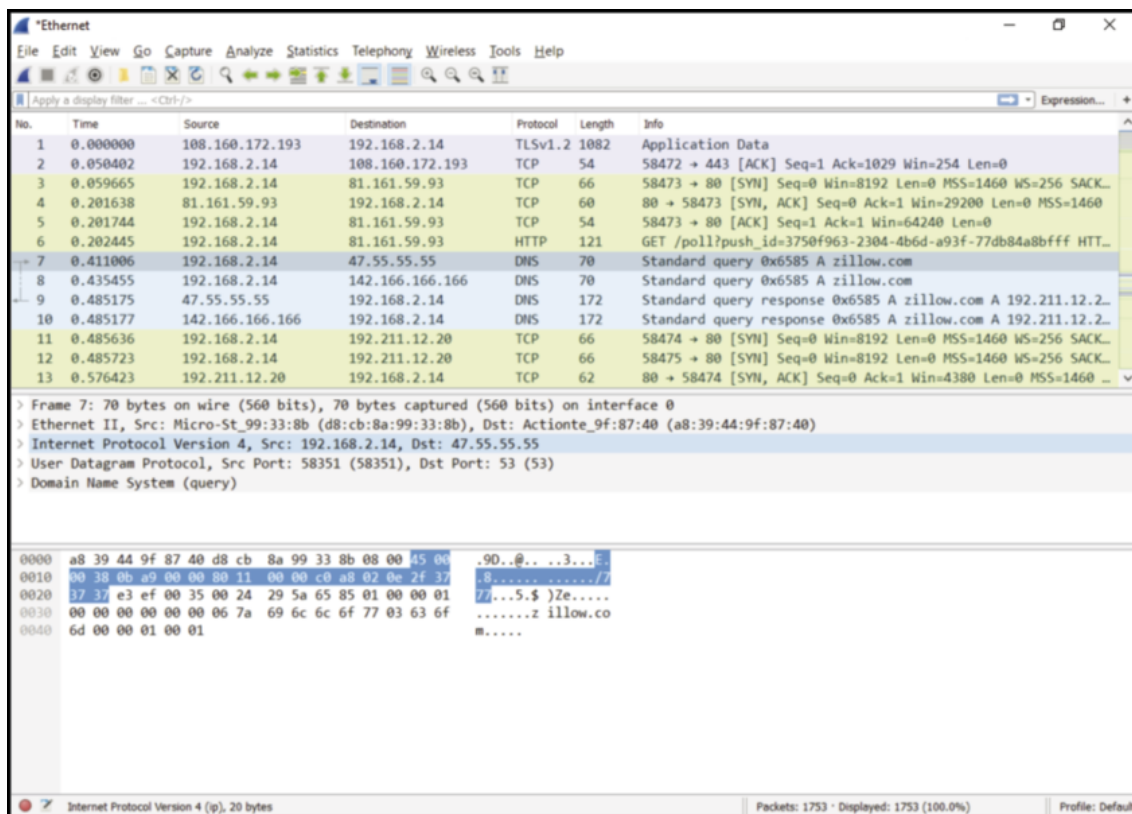 *Ethernet
File Edit View Go Capture Analyze Statistics Telephony Wireless Tools Help
Apply a display filter ... <Ctrl-/> Expression... +
No. Time Source Destination Protocol Length Info
1 0.000000 108.160.172.193 192.168.2.14 TLSv1.2 1082 Application Data
2 0.050402 192.168.2.14 108.160.172.193 TCP 54 58472 → 443 [ACK] Seq=1 Ack=1029 Win=254 Len=0
3 0.059665 192.168.2.14 81.161.59.93 TCP 66 58473 → 80 [SYN] Seq=0 Win=8192 Len=0 MSS=1460 WS=256 SACK…
4 0.201638 81.161.59.93 192.168.2.14 TCP 60 80 → 58473 [SYN, ACK] Seq=0 Ack=1 Win=29200 Len=0 MSS=1460
5 0.201744 192.168.2.14 81.161.59.93 TCP 54 58473 → 80 [ACK] Seq=1 Ack=1 Win=64240 Len=0
6 0.202445 192.168.2.14 81.161.59.93 HTTP 121 GET /poll?push_id=3750f963-2304-4b6d-a93f-77db84a8bfff HTT…
7 0.411006 192.168.2.14 47.55.55.55 DNS 70 Standard query 0x6585 A zillow.com
8 0.435455 192.168.2.14 142.166.166.166 DNS 70 Standard query 0x6585 A zillow.com
9 0.485175 47.55.55.55 192.168.2.14 DNS 172 Standard query response 0x6585 A zillow.com A 192.211.12.2…
10 0.485177 142.166.166.166 192.168.2.14 DNS 172 Standard query response 0x6585 A zillow.com A 192.211.12.2…
11 0.485636 192.168.2.14 192.211.12.20 TCP 66 58474 → 80 [SYN] Seq=0 Win=8192 Len=0 MSS=1460 WS=256 SACK…
12 0.485723 192.168.2.14 192.211.12.20 TCP 66 58475 → 80 [SYN] Seq=0 Win=8192 Len=0 MSS=1460 WS=256 SACK…
13 0.576423 192.211.12.20 192.168.2.14 TCP 62 80 → 58474 [SYN, ACK] Seq=0 Ack=1 Win=4380 Len=0 MSS=1460 …
> Frame 7: 70 bytes on wire (560 bits), 70 bytes captured (560 bits) on interface 0
> Ethernet II, Src: Micro-St_99:33:8b (d8:cb:8a:99:33:8b), Dst: Actionte_9f:87:40 (a8:39:44:9f:87:40)
> Internet Protocol Version 4, Src: 192.168.2.14, Dst: 47.55.55.55
> User Datagram Protocol, Src Port: 58351 (58351), Dst Port: 53 (53)
> Domain Name System (query)
0000 a8 39 44 9f 87 40 d8 cb 8a 99 33 8b 08 00 45 00 .9D..@.. ..3...E.
0010 00 38 0b a9 00 00 80 11 00 00 c0 a8 02 0e 2f 37 .8...... ....../7
0020 37 37 e3 ef 00 35 00 24 29 5a 65 85 01 00 00 01 77...5.$ )Ze.....
0030 00 00 00 00 00 00 06 7a 69 6c 6c 6f 77 03 63 6f .......z illow.co
0040 6d 00 00 01 00 01 m.....
Internet Protocol Version 4 (ip), 20 bytes Packets: 1753 · Displayed: 1753 (100.0%) Profile: Default